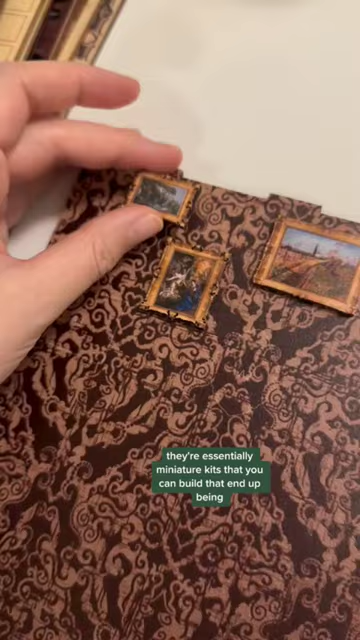 they're essentially
miniature kits that you
can build that end up
being